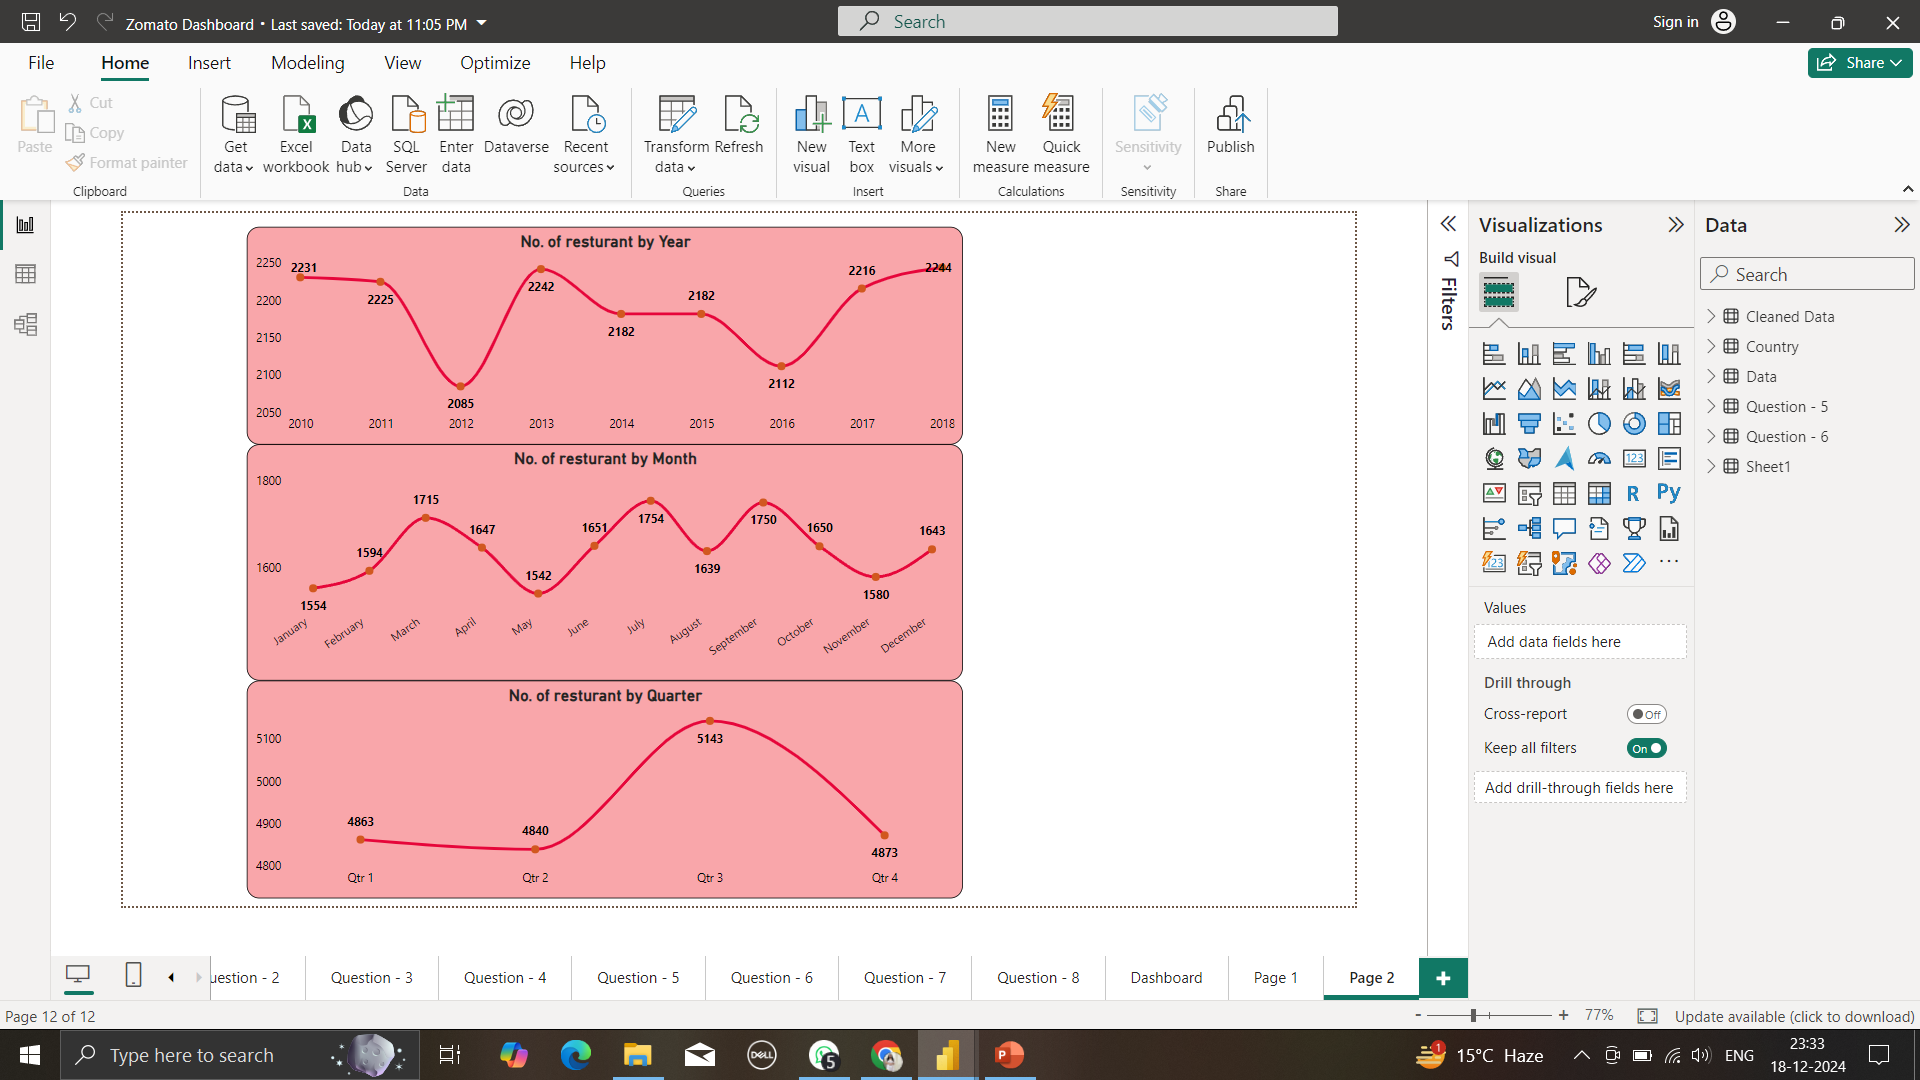 Zomato Dashboard • Last saved: Today at 11:05 PM
Search
Sign in
File Home Insert Modeling View Optimize Help
Share
Paste
Cut
Copy
Format painter
Clipboard
Get data
Excel workbook
Data hub
SQL Server
Enter data
Dataverse
Recent sources
Data
Transform data
Refresh
Queries
New visual
Text box
More visuals
Insert
New measure
Quick measure
Calculations
Sensitivity
Sensitivity
Publish
Share
No. of resturant by Year
2250
2200
2150
2100
2050
2231 2225 2085 2242 2182 2182 2112 2216 2244
2010 2011 2012 2013 2014 2015 2016 2017 2018
No. of resturant by Month
1800
1600
1554 1594 1715 1647 1542 1651 1754 1639 1750 1650 1580 1643
January February March April May June July August September October November December
No. of resturant by Quarter
5100
5000
4900
4800
4863 4840 5143 4873
Qtr 1 Qtr 2 Qtr 3 Qtr 4
Filters
Visualizations
Build visual
123
R
Py
123
Values
Add data fields here
Drill through
Cross-report
Off
Keep all filters
On
Add drill-through fields here
Data
Search
Cleaned Data
Country
Data
Question - 5
Question - 6
Sheet1
uestion - 2 Question - 3 Question - 4 Question - 5 Question - 6 Question - 7 Question - 8 Dashboard Page 1 Page 2
Page 12 of 12
77%
Update available (click to download)
Type here to search
DELL
5
1
15°C Haze
ENG
23:33
18-12-2024